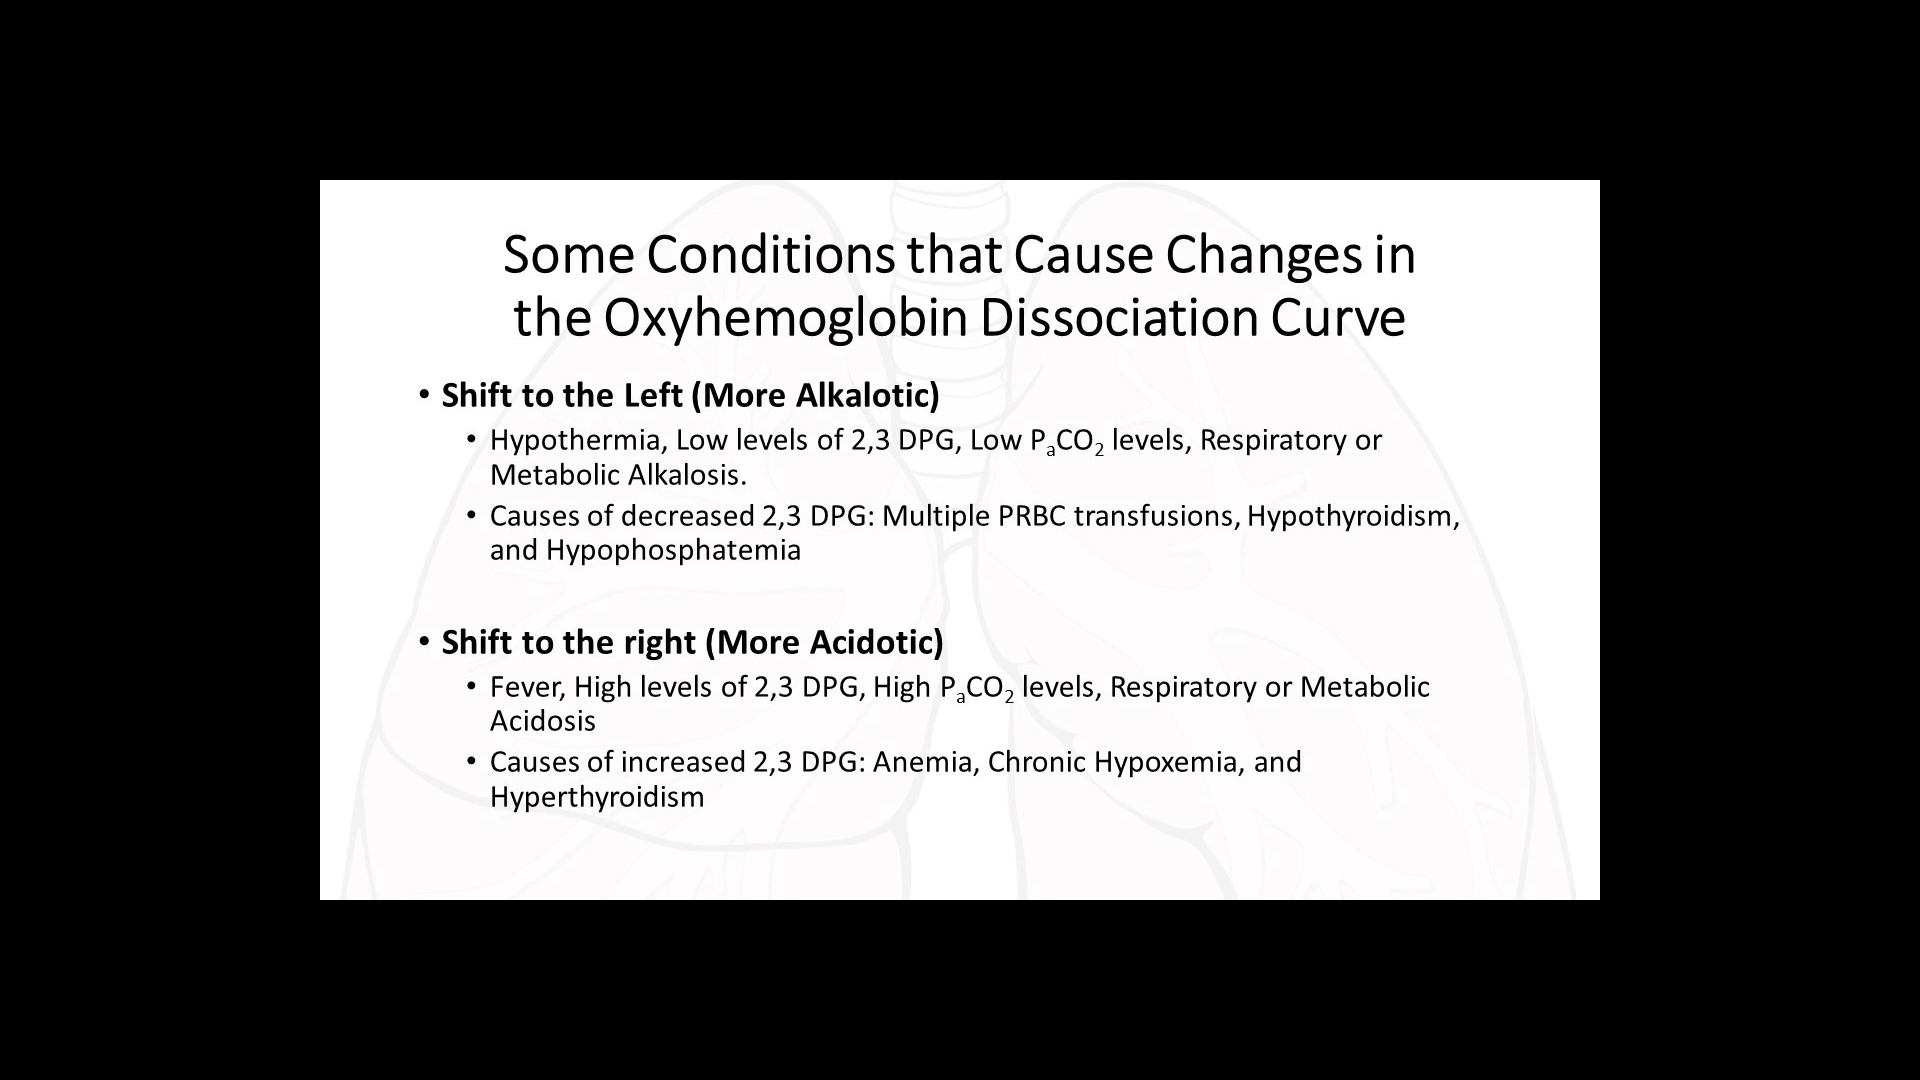 Some Conditions that Cause Changes in
the Oxyhemoglobin Dissociation Curve
• Shift to the Left (More Alkalotic)
• Hypothermia, Low levels of 2,3 DPG, Low PaCO2 levels, Respiratory or
Metabolic Alkalosis.
• Causes of decreased 2,3 DPG: Multiple PRBC transfusions, Hypothyroidism,
and Hypophosphatemia
• Shift to the right (More Acidotic)
• Fever, High levels of 2,3 DPG, High PaCO2 levels, Respiratory or Metabolic
Acidosis
• Causes of increased 2,3 DPG: Anemia, Chronic Hypoxemia, and
Hyperthyroidism